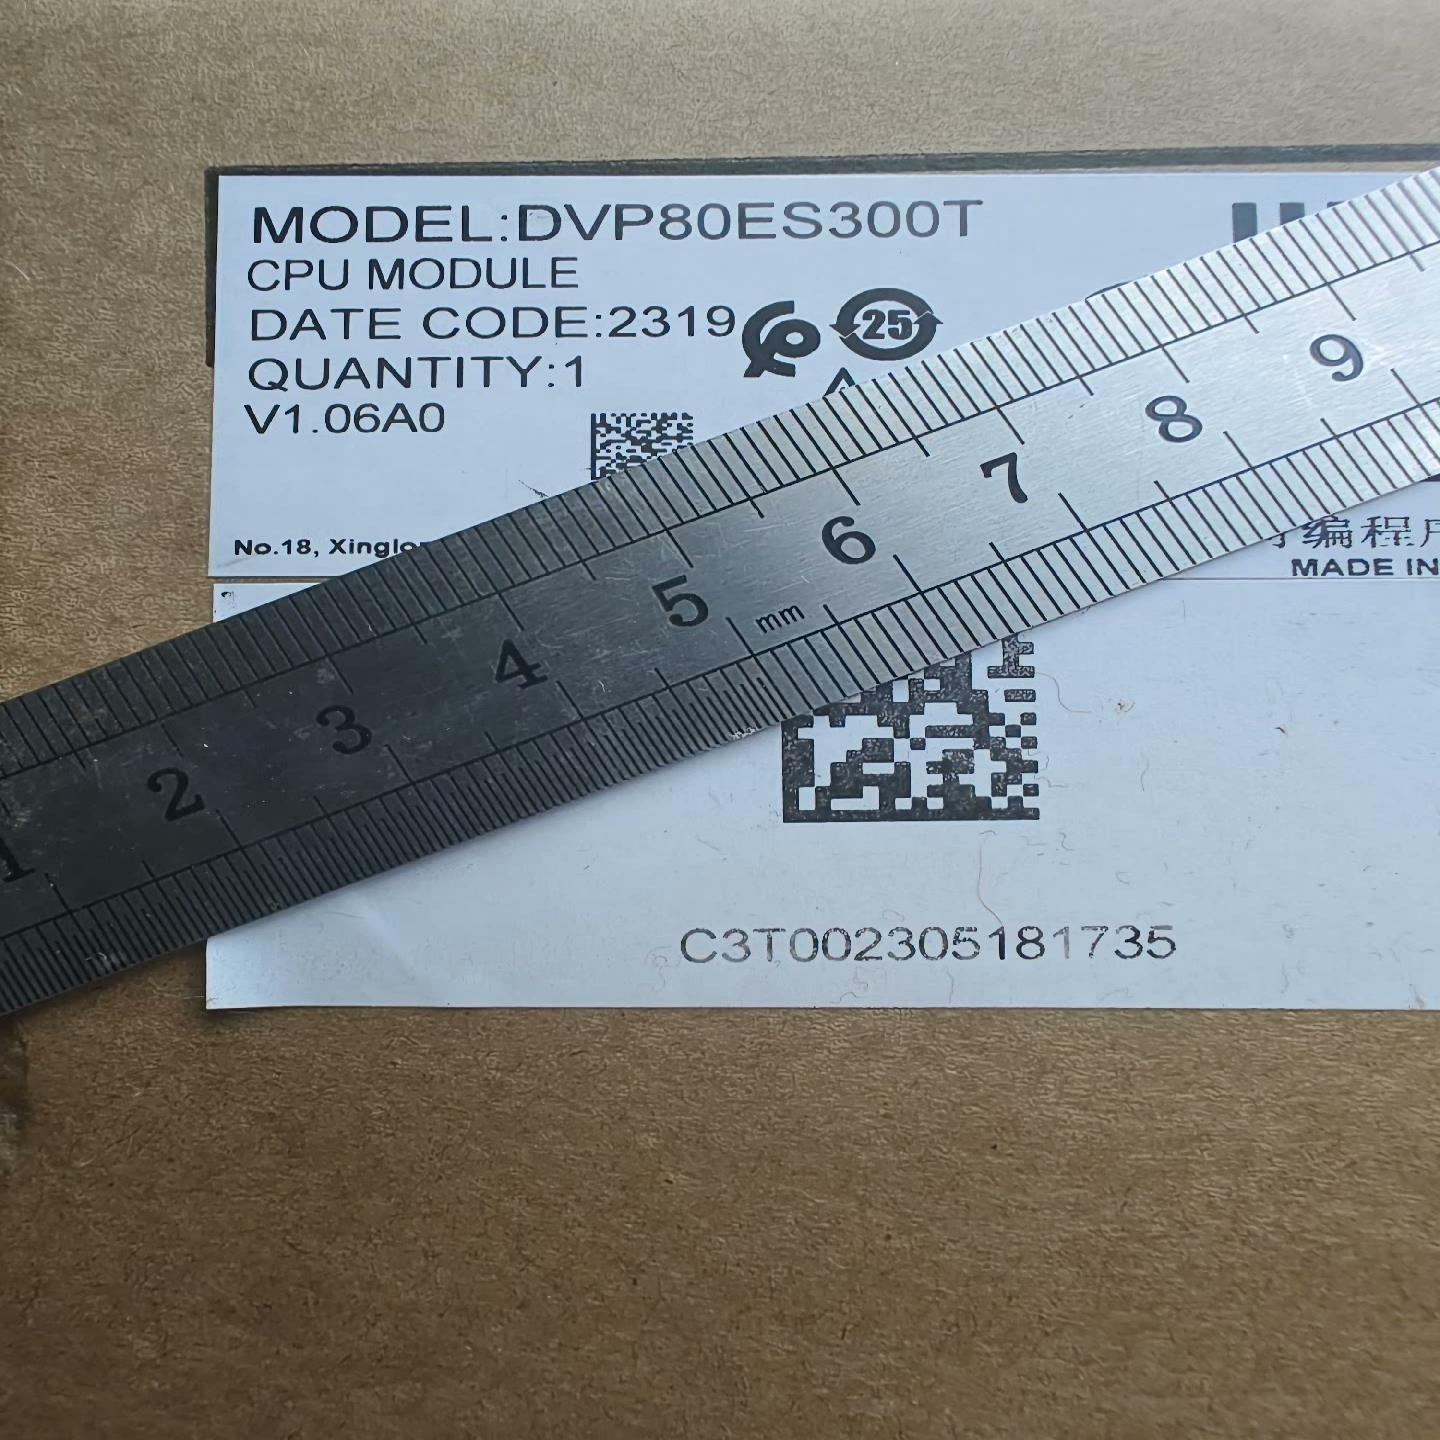 MODEL:DVP80ES300T
CPU MODULE
DATE CODE:2319
25
QUANTITY:1
V1.06A0
No.18,
编程
MADE IN
1 2 3 4 5 6 7 8 9
mm
C3T002305181735